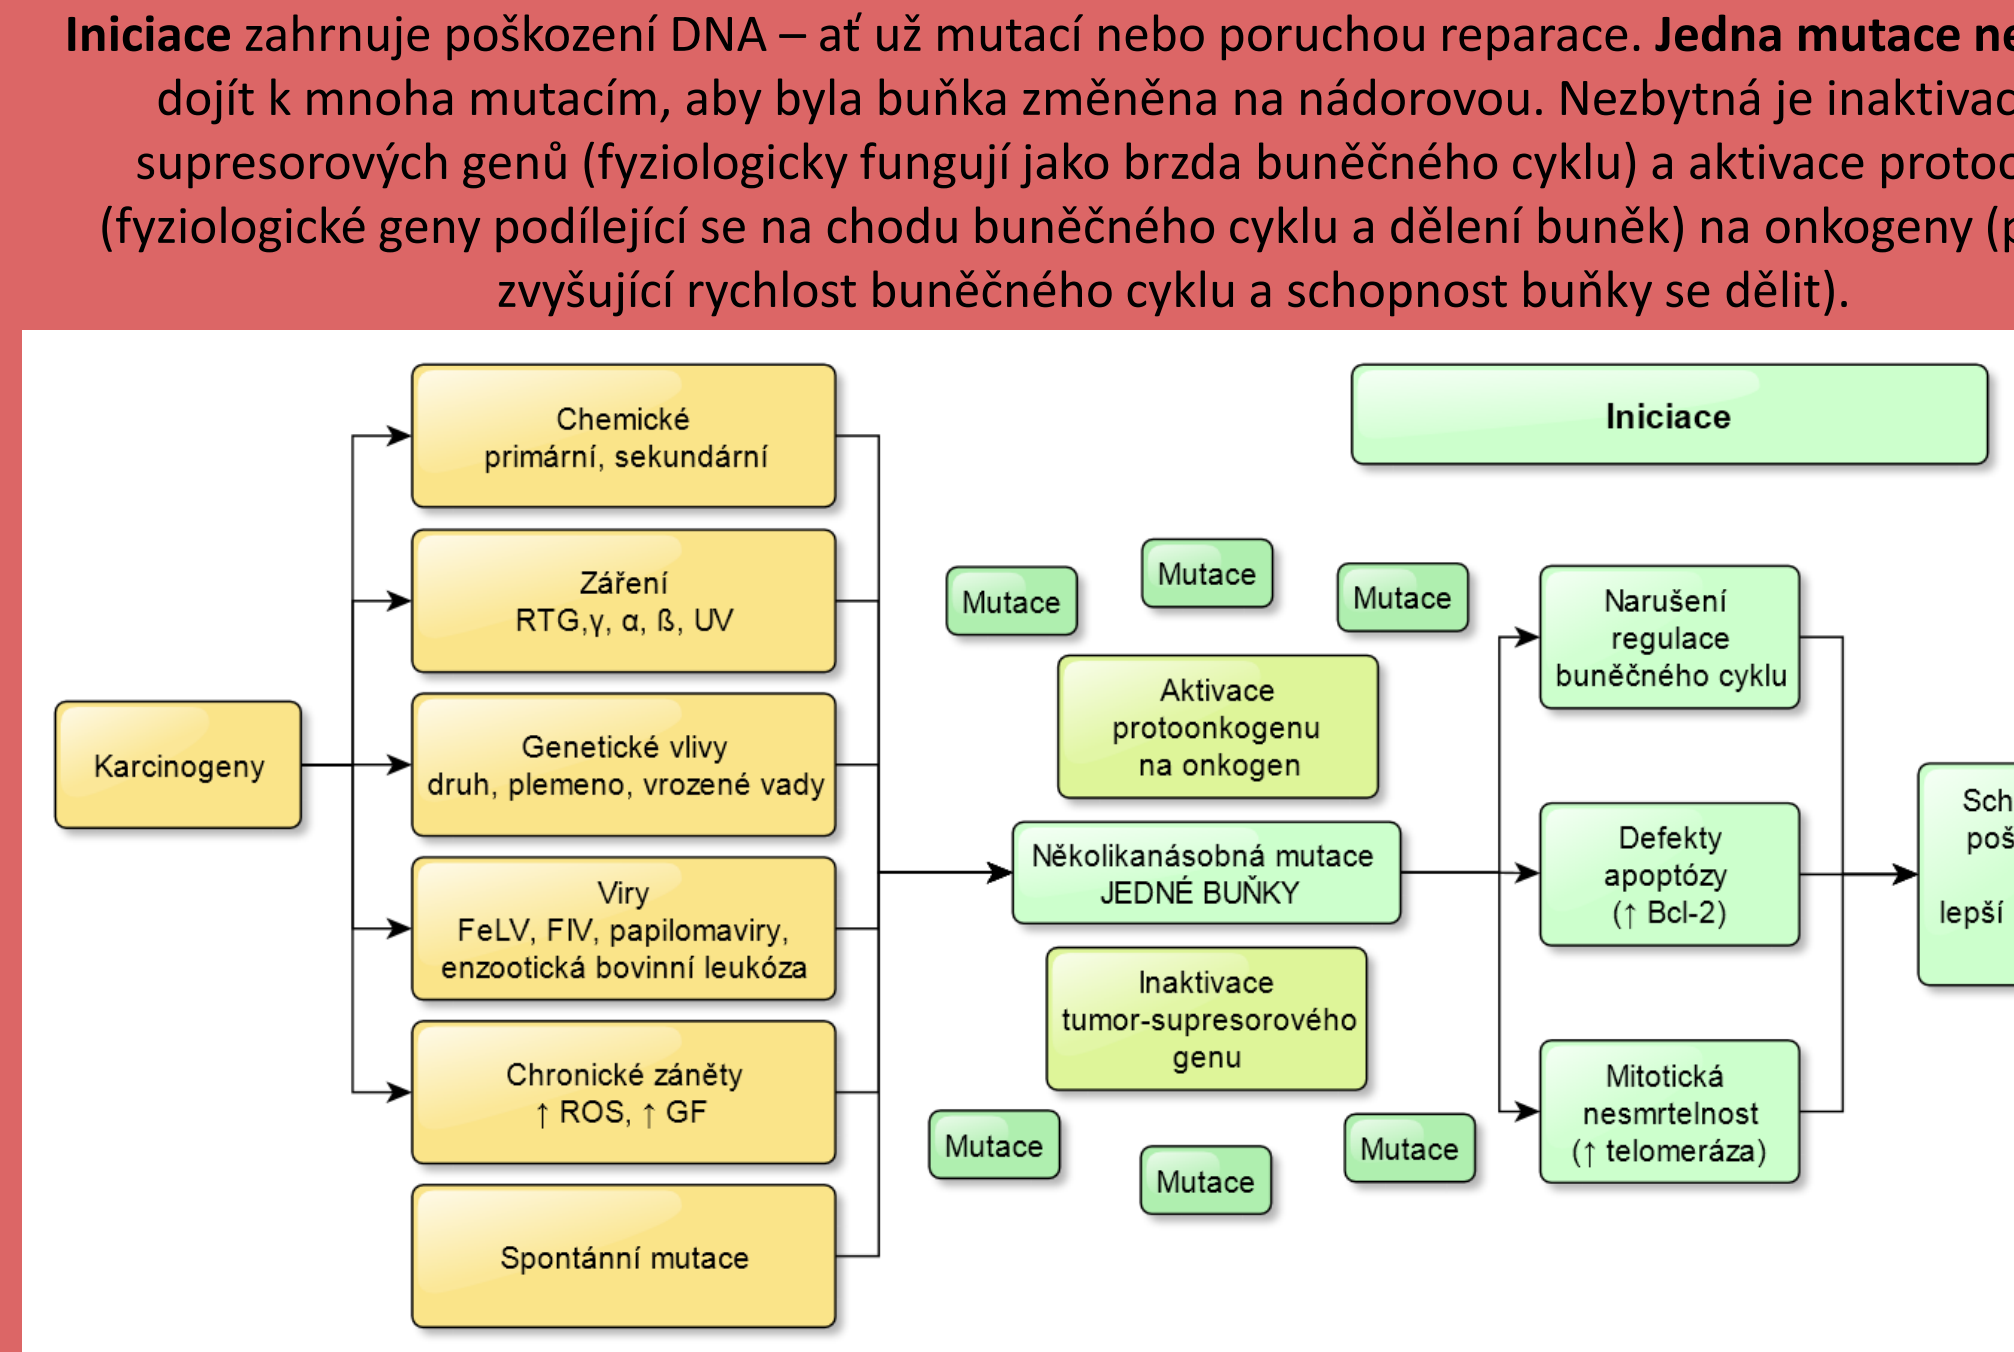 Iniciace zahrnuje poškození DNA – ať už mutací nebo poruchou reparace. Jedna mutace
dojít k mnoha mutacím, aby byla buňka změněna na nádorovou. Nezbytná je
supresorových genů (fyziologicky fungují jako brzda buněčného cyklu) a aktivace
(fyziologické geny podílející se na chodu buněčného cyklu a dělení buněk) na onkogeny
zvyšující rychlost buněčného cyklu a schopnost buňky se dělit).
Iniciace
Karcinogeny
Chemické
primární, sekundární
Záření
RTG,γ, α, ß, UV
Genetické vlivy
druh, plemeno, vrozené vady
Viry
FeLV, FIV, papilomaviry,
enzootická bovinní leukóza
Chronické záněty
↑ ROS, ↑ GF
Spontánní mutace
Mutace
Mutace
Mutace
Aktivace
protoonkogenu
na onkogen
Několikanásobná mutace
JEDNÉ BUŇKY
Inaktivace
tumor-supresorového
genu
Mutace
Mutace
Mutace
Narušení
regulace
buněčného cyklu
Defekty
apoptózy
(↑ Bcl-2)
Mitotická
nesmrtelnost
(↑ telomeráza)
lepší